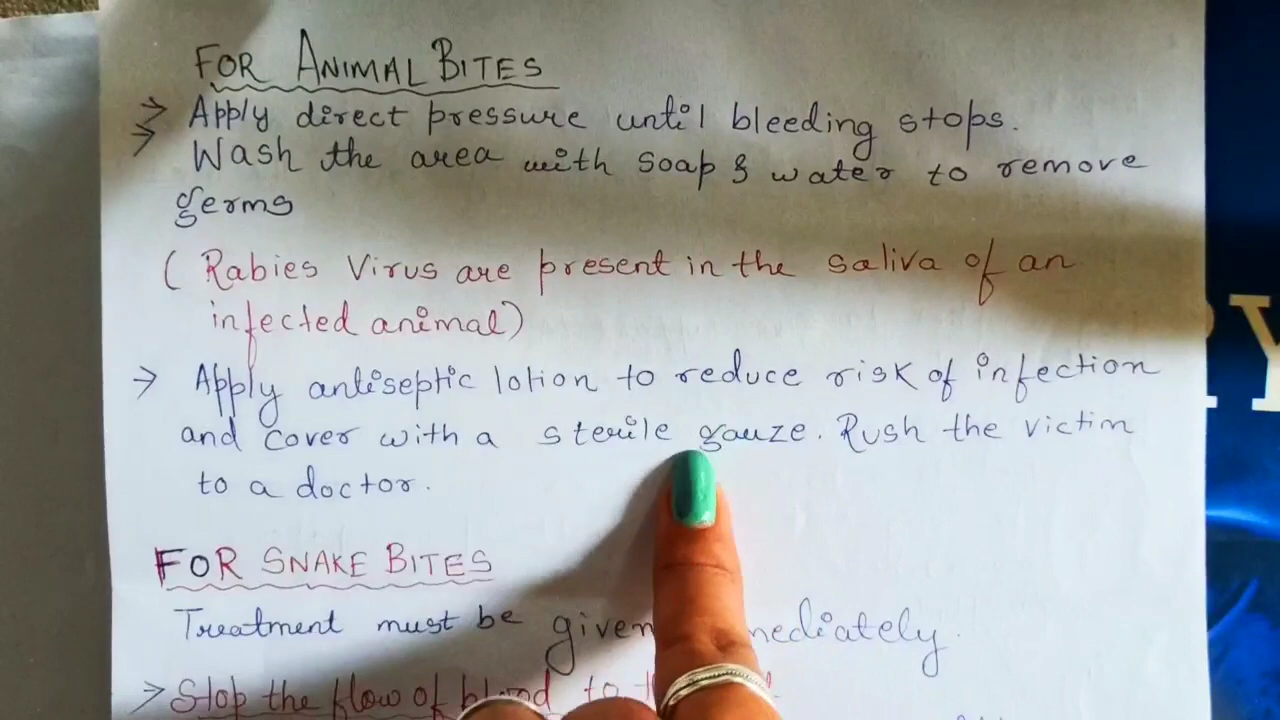 FOR ANIMAL BITES
→ Apply direct pressure until bleeding stops.
→ Wash the area with soap & water to remove
germs
( Rabies Virus are present in the saliva of an
infected animal)
→ Apply antiseptic lotion to reduce risk of infection
and cover with a sterile gauze. Rush the victim
to a doctor.
FOR SNAKE BITES
Treatment must be given
→ Stop the flow of blood to